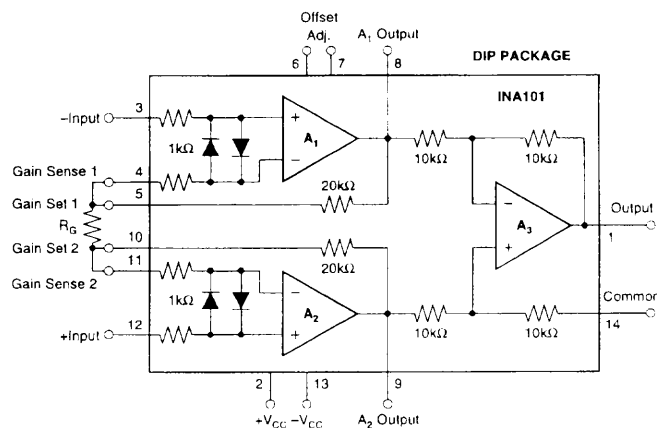 Offset
Adj.
A1 Output
6
7
8
DIP PACKAGE
INA101
–Input
3
1kΩ
+
A1
–
10kΩ
10kΩ
Gain Sense 1
4
Gain Set 1
5
20kΩ
RG
–
A3
+
Output
1
Gain Set 2
10
20kΩ
Gain Sense 2
11
1kΩ
–
A2
+
10kΩ
10kΩ
Common
14
+Input
12
2
13
9
+VCC
–VCC
A2 Output